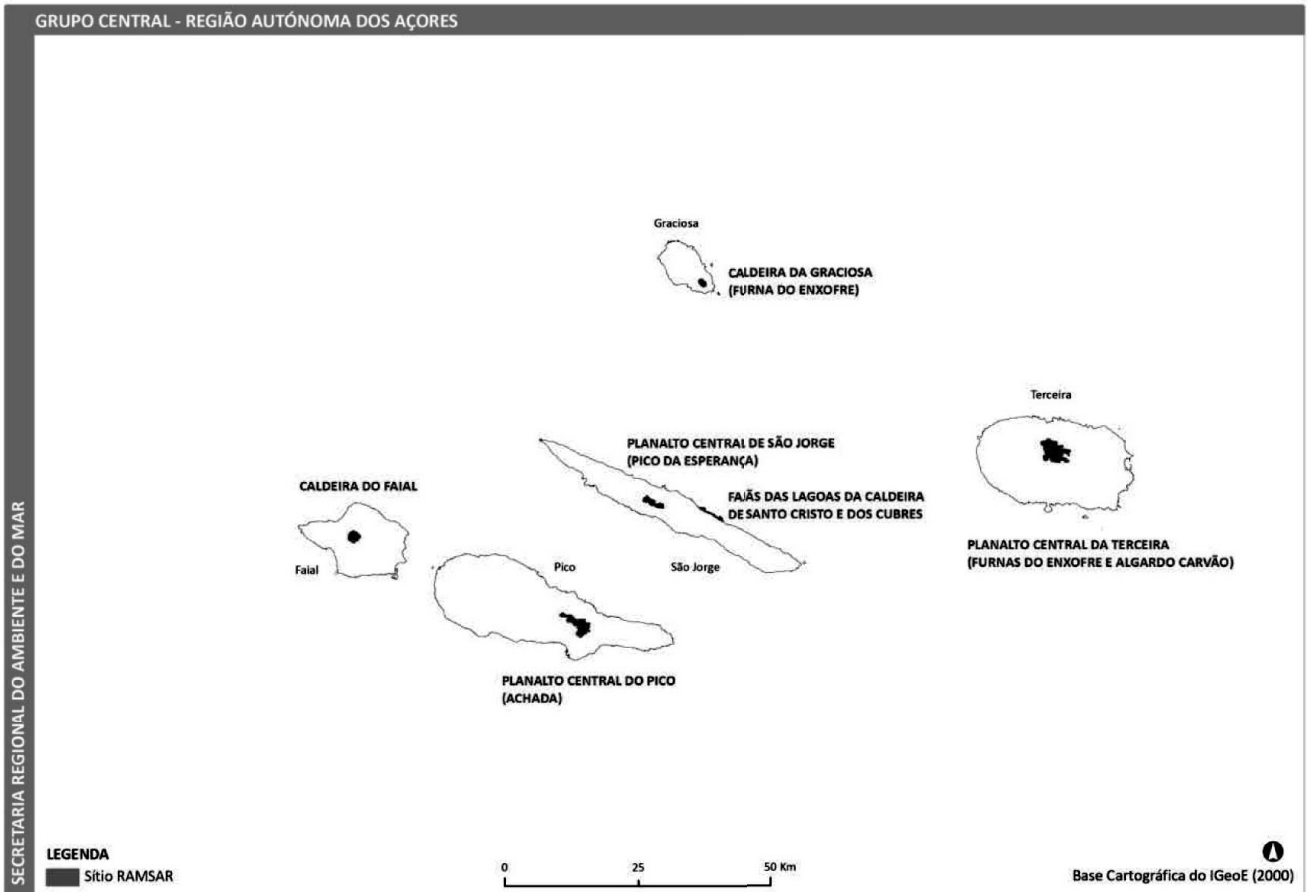 GRUPO CENTRAL - REGIÃO AUTÓNOMA DOS AÇORES
SECRETARIA REGIONAL DO AMBIENTE E DO MAR
Graciosa
CALDEIRA DA GRACIOSA
(FURNA DO ENXOFRE)
Terceira
PLANALTO CENTRAL DE SÃO JORGE
(PICO DA ESPERANÇA)
CALDEIRA DO FAIAL
FAJÃS DAS LAGOAS DA CALDEIRA
DE SANTO CRISTO E DOS CUBRES
PLANALTO CENTRAL DA TERCEIRA
(FURNAS DO ENXOFRE E ALGARDO CARVÃO)
Faial
Pico
São Jorge
PLANALTO CENTRAL DO PICO
(ACHADA)
LEGENDA
Sítio RAMSAR
0 25 50 Km
Base Cartográfica do IGeoE (2000)